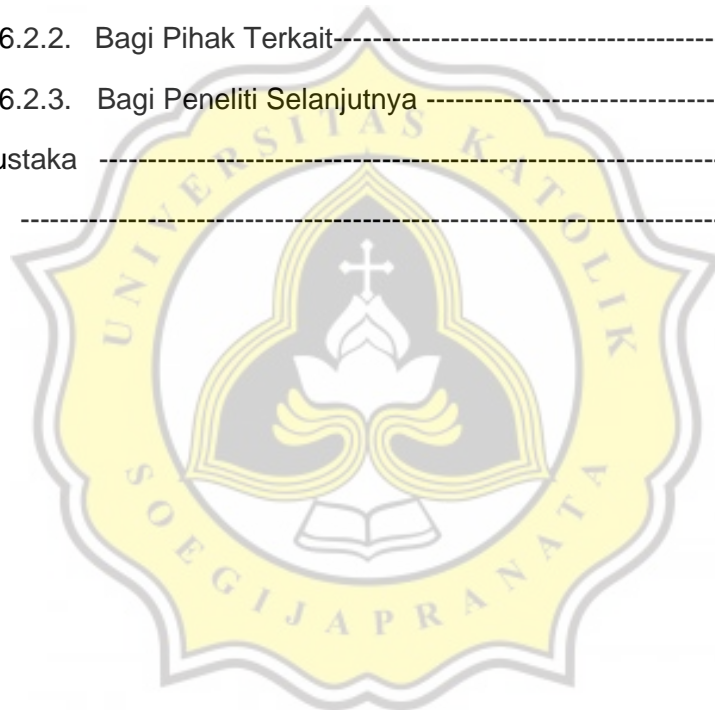 6.2.2. Bagi Pihak Terkait--------------------------------------
6.2.3. Bagi Peneliti Selanjutnya -----------------------------
ustaka ---------------------------------------------------------------
------------------------------------------------------------------------
UNIVERSITAS KATOLIK
SOEGIJAPRANATA